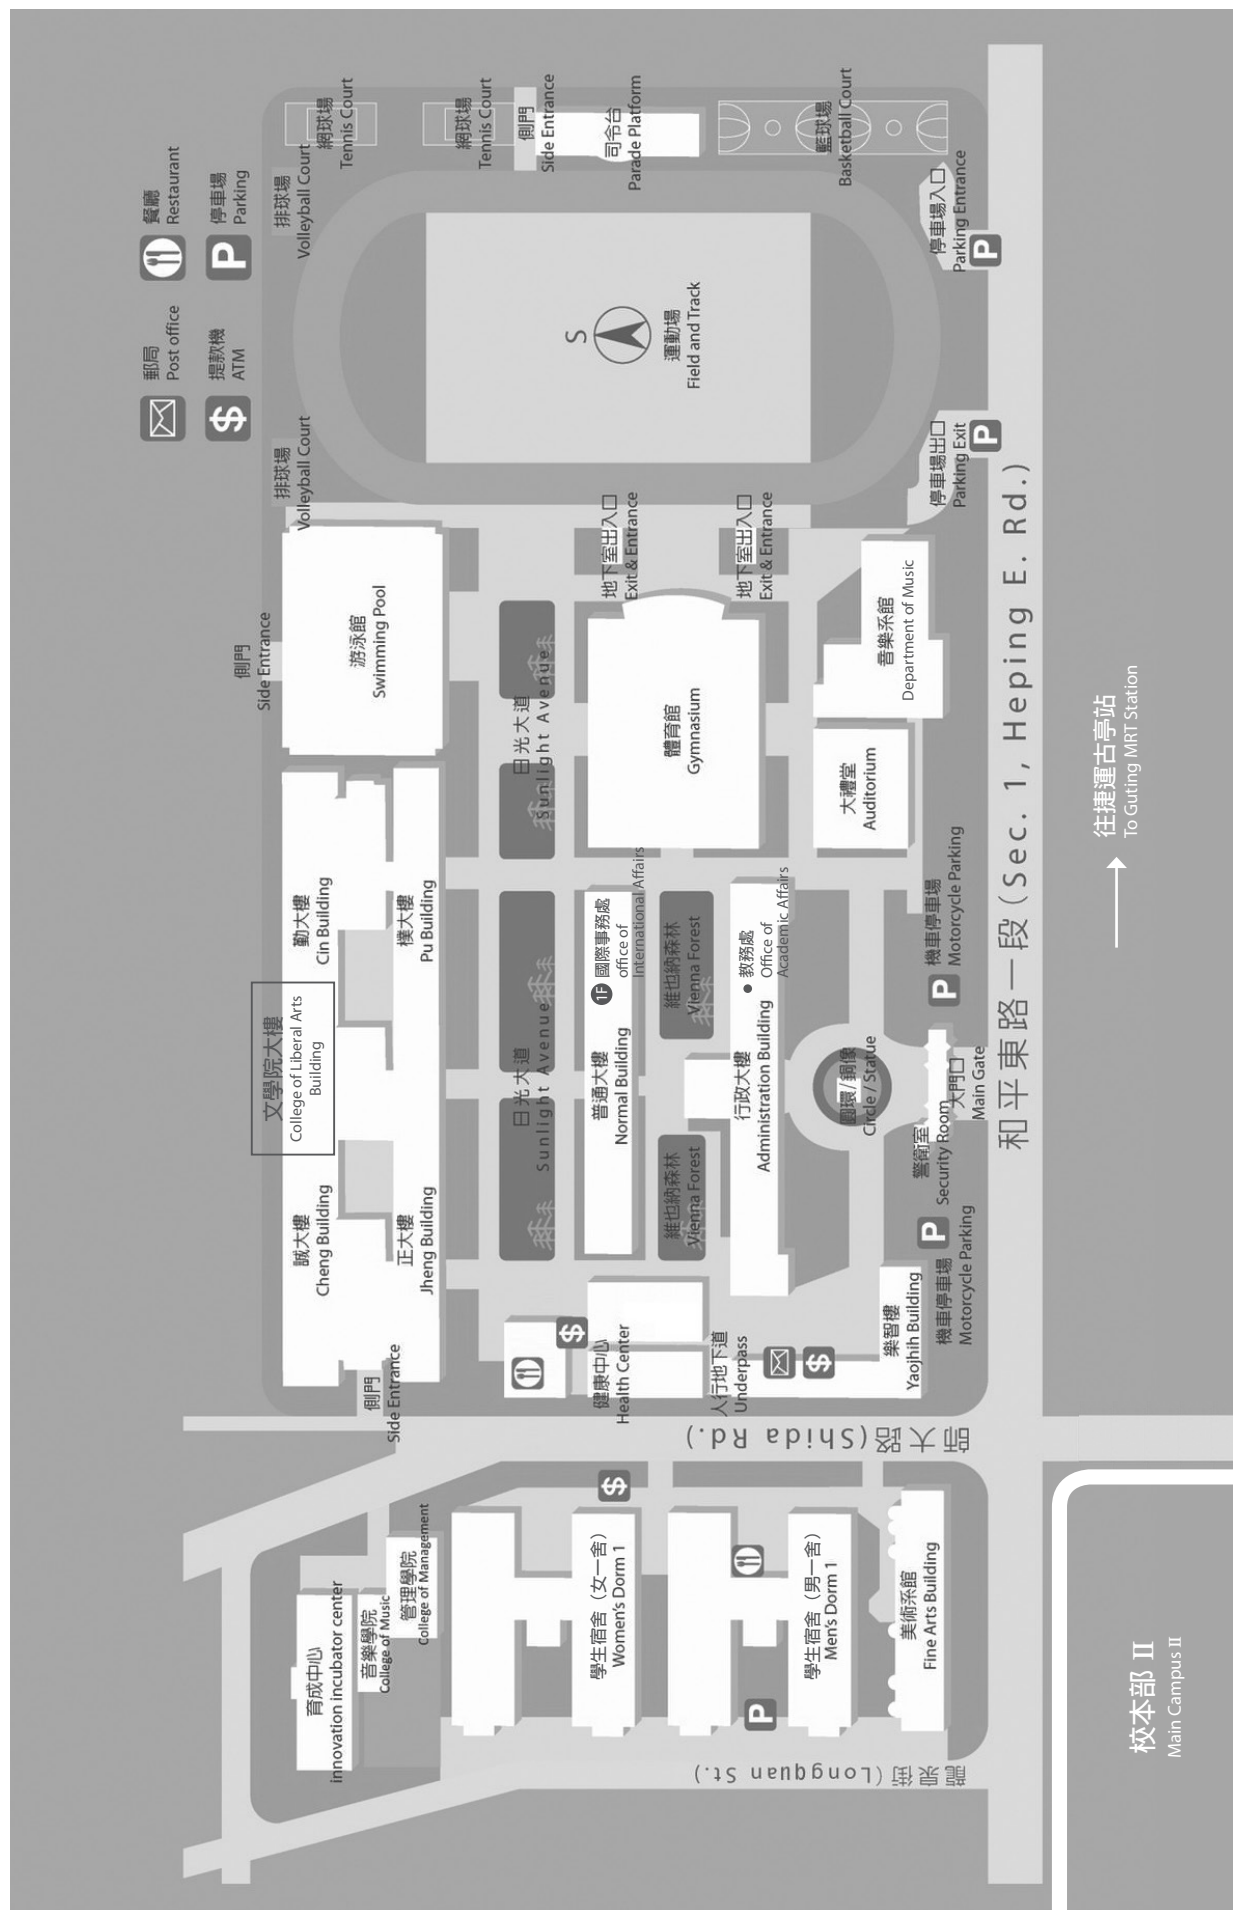 餐廳
Restaurant
停車場
Parking
郵局
Post office
提款機
ATM
網球場
Tennis Court
網球場
Tennis Court
側門
Side Entrance
司令台
Parade Platform
籃球場
Basketball Court
排球場
Volleyball Court
排球場
Volleyball Court
S
運動場
Field and Track
停車場入口
Parking Entrance
P
停車場出口
Parking Exit
P
側門
Side Entrance
游泳館
Swimming Pool
地下室出入口
Exit & Entrance
地下室出入口
Exit & Entrance
日光大道
Sunlight Avenue
體育館
Gymnasium
音樂系館
Department of Music
大禮堂
Auditorium
和平東路一段(Sec. 1, Heping E. Rd.)
往捷運古亭站
To Guting MRT Station
勤大樓
Cin Building
樸大樓
Pu Building
文學院大樓
College of Liberal Arts
Building
誠大樓
Cheng Building
正大樓
Jheng Building
日光大道
Sunlight Avenue
1F 國際事務處
office of
International Affairs
普通大樓
Normal Building
維也納森林
Vienna Forest
維也納森林
Vienna Forest
教務處
Office of
Academic Affairs
行政大樓
Administration Building
圓環/銅像
Circle / Statue
機車停車場
Motorcycle Parking
P
大門口
Main Gate
警衛室
Security Room
P
機車停車場
Motorcycle Parking
樂智樓
Yaojhih Building
側門
Side Entrance
$
健康中心
Health Center
人行地下道
Underpass
$
師大路(Shida Rd.)
$
育成中心
innovation incubator center
音樂學院
College of Music
管理學院
College of Management
學生宿舍（女一舍）
Women's Dorm 1
學生宿舍（男一舍）
Men's Dorm 1
P
美術系館
Fine Arts Building
龍泉街(Longquan St.)
校本部 II
Main Campus II